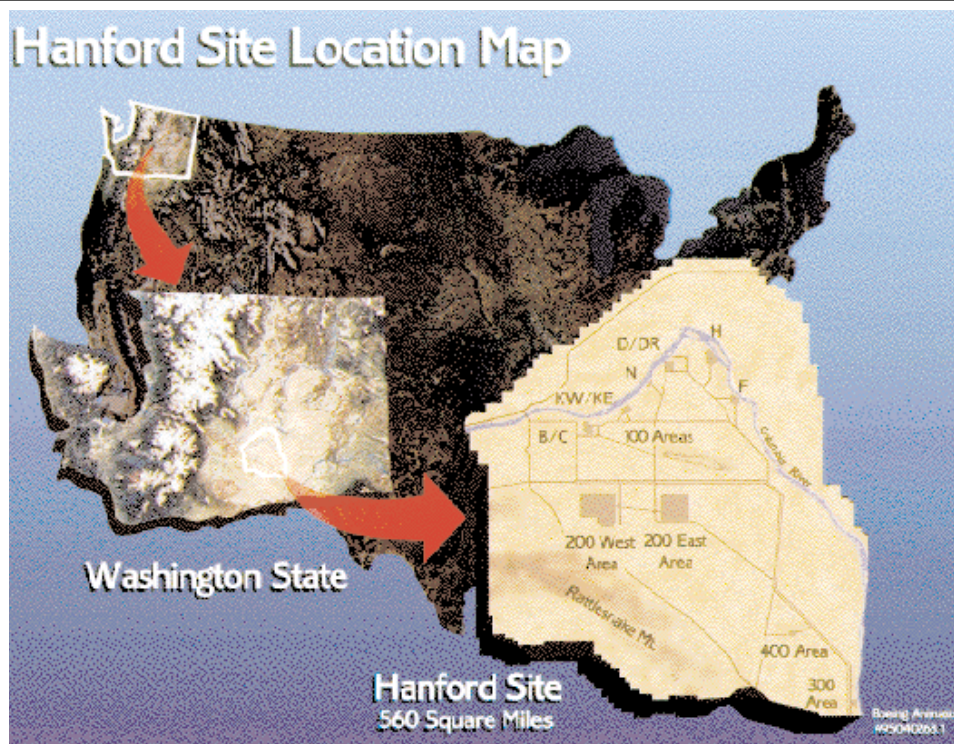 Hanford Site Location Map
H
D/DR
N
F
KW/KE
B/C
100 Areas
Columbia River
200 West
Area
200 East
Area
Rattlesnake Mt.
400 Area
300
Area
Washington State
Hanford Site
560 Square Miles
Boeing